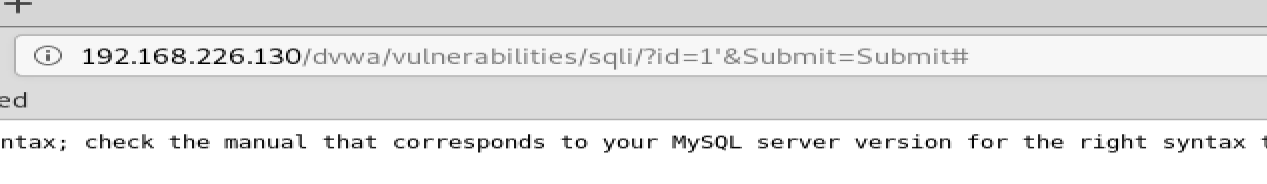 192.168.226.130/dvwa/vulnerabilities/sqli/?id=1'&Submit=Submit#
ed
ntax; check the manual that corresponds to your MySQL server version for the right syntax t